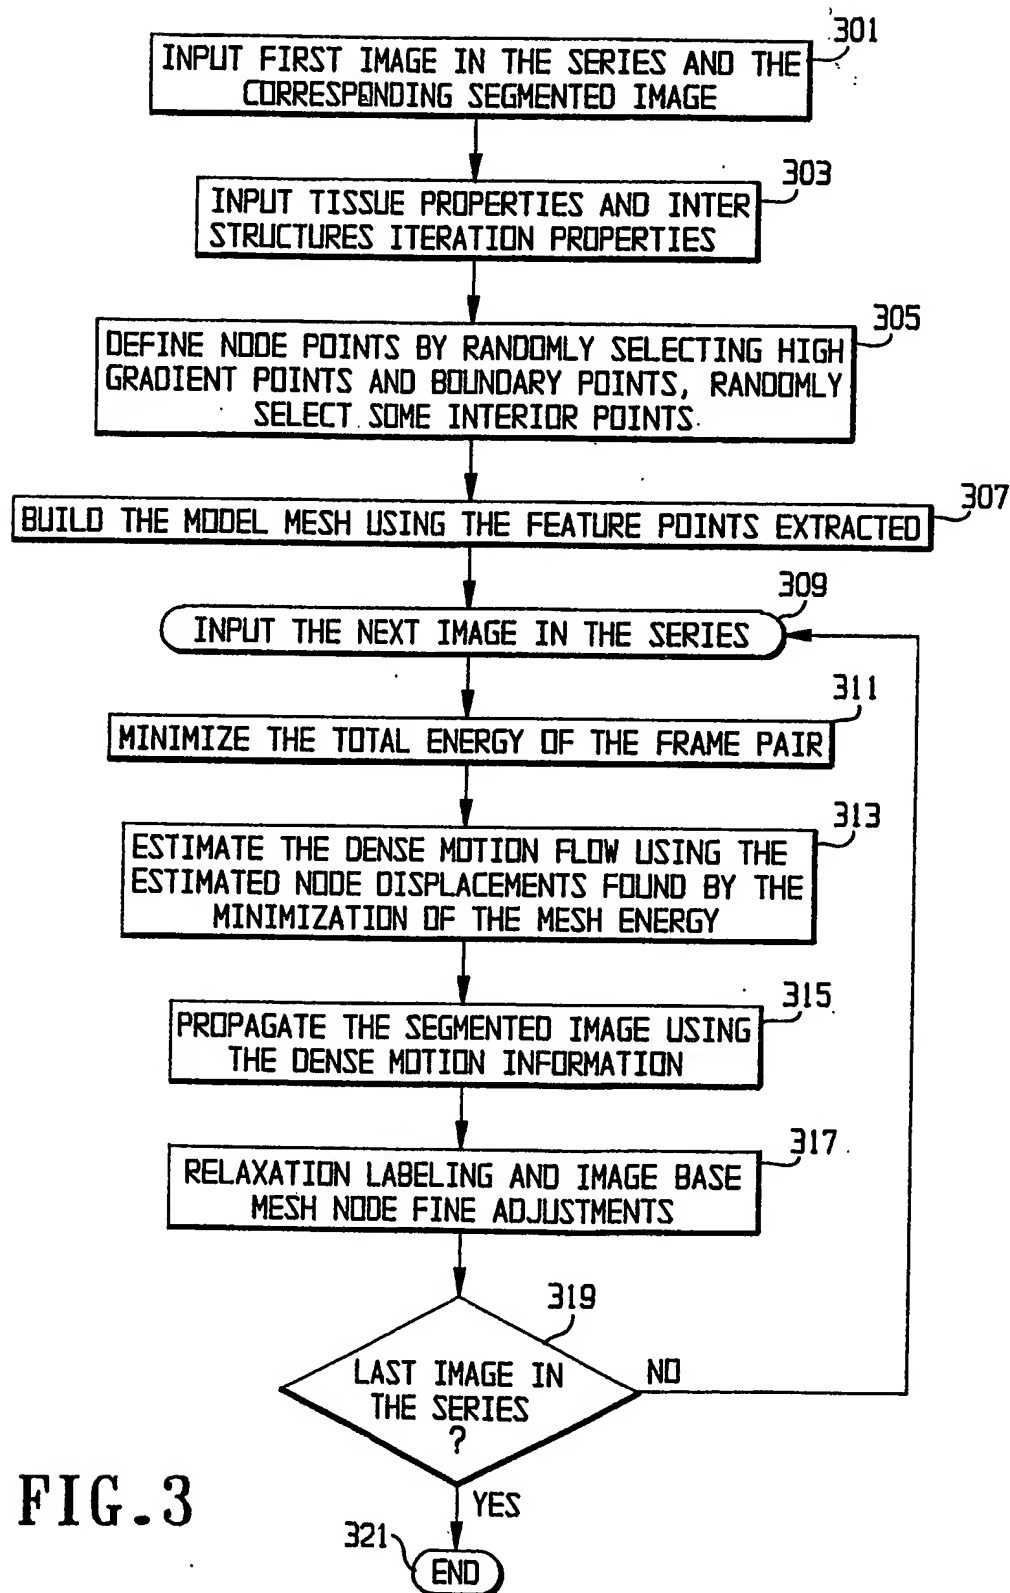 301
INPUT FIRST IMAGE IN THE SERIES AND THE
CORRESPONDING SEGMENTED IMAGE
303
INPUT TISSUE PROPERTIES AND INTER
STRUCTURES ITERATION PROPERTIES
305
DEFINE NODE POINTS BY RANDOMLY SELECTING HIGH
GRADIENT POINTS AND BOUNDARY POINTS, RANDOMLY
SELECT SOME INTERIOR POINTS
307
BUILD THE MODEL MESH USING THE FEATURE POINTS EXTRACTED
309
INPUT THE NEXT IMAGE IN THE SERIES
311
MINIMIZE THE TOTAL ENERGY OF THE FRAME PAIR
313
ESTIMATE THE DENSE MOTION FLOW USING THE
ESTIMATED NODE DISPLACEMENTS FOUND BY THE
MINIMIZATION OF THE MESH ENERGY
315
PROPAGATE THE SEGMENTED IMAGE USING
THE DENSE MOTION INFORMATION
317
RELAXATION LABELING AND IMAGE BASE
MESH NODE FINE ADJUSTMENTS
319
LAST IMAGE IN
THE SERIES
?
NO
YES
321
END
FIG.3